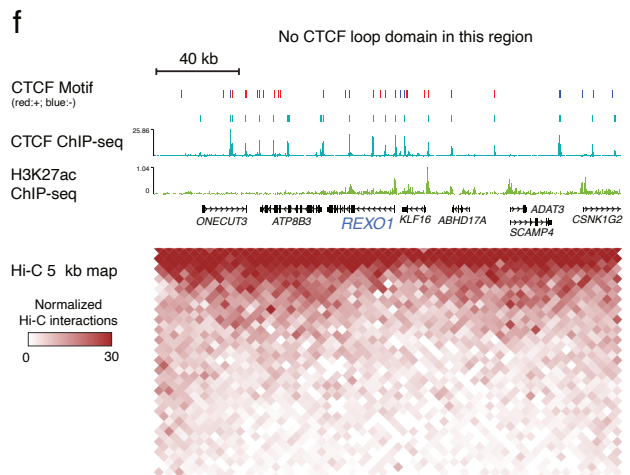 f
No CTCF loop domain in this region
40 kb
CTCF Motif
(red:+; blue:-)
CTCF ChIP-seq
25.86
H3K27ac
ChIP-seq
1.04
0
ONECUT3 ATP8B3 REXO1 KLF16 ABHD17A ADAT3 CSNK1G2
SCAMP4
Hi-C 5 kb map
Normalized
Hi-C interactions
0 30